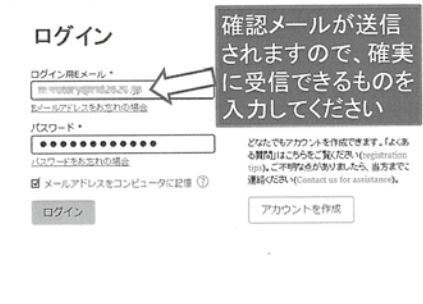 ログイン
確認メールが送信
されますので、確実
に受信できるものを
入力してください
ログイン用Eメール *
Eメールアドレスをお忘れの場合
パスワード *
●●●●●●●●●●●●
パスワードをお忘れの場合
メールアドレスをコンピュータに記憶 ?
ログイン
どなたでもアカウントを作成できます。「よくあ
る質問」はこちらをご覧ください(registration
tips)。ご不明な点がありましたら、当方までご
連絡ください(Contact us for assistance)。
アカウントを作成